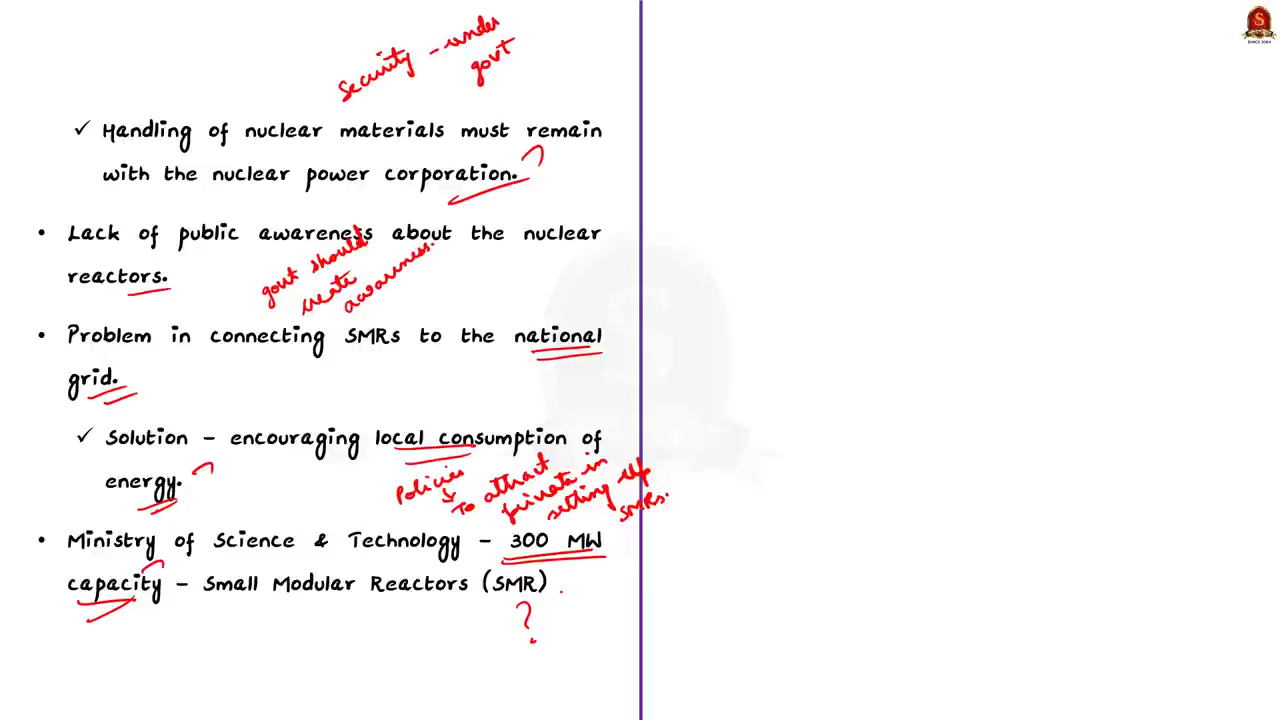 Security - under
govt
✓ Handling of nuclear materials must remain
with the nuclear power corporation.
• Lack of public awareness about the nuclear
reactors.
govt should
create
awareness.
• Problem in connecting SMRs to the national
grid.
✓ Solution - encouraging local consumption of
energy.
Policies
To attract
private in
setting up
SMRs.
• Ministry of Science & Technology - 300 MW
capacity - Small Modular Reactors (SMR)
?
S
SINCE 2004